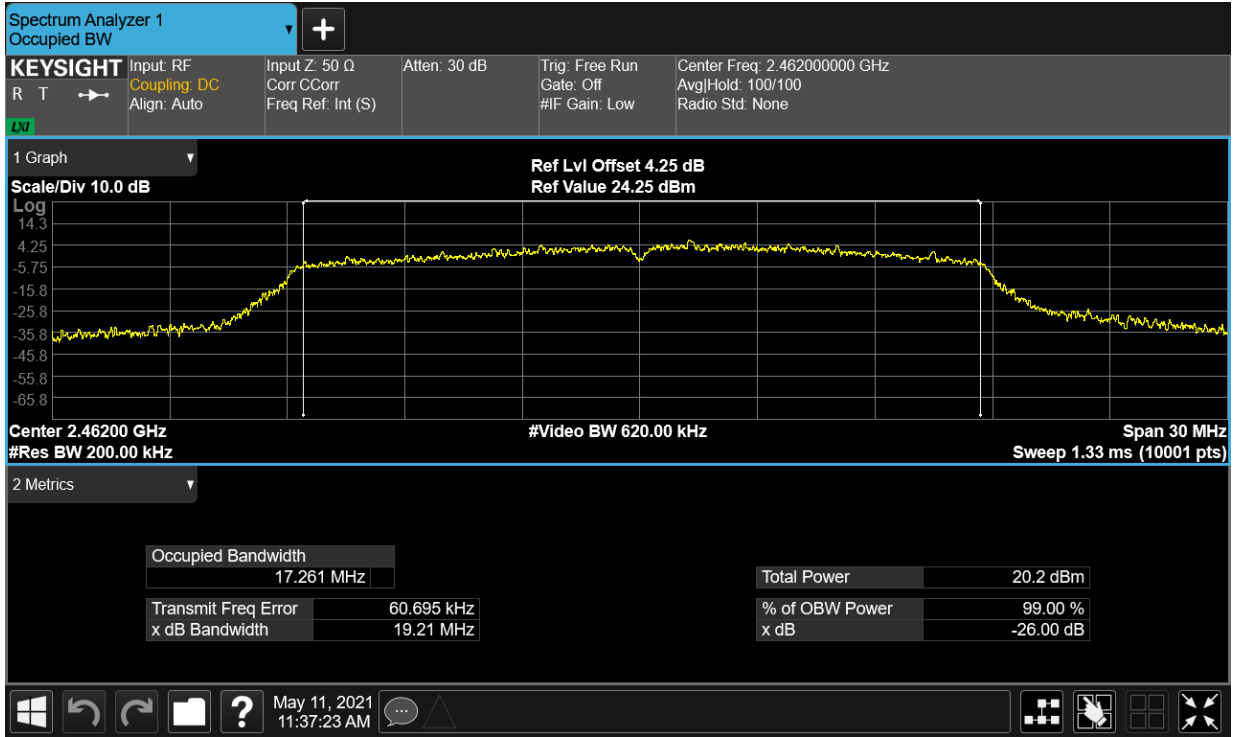 Spectrum Analyzer 1
Occupied BW
KEYSIGHT
R T
LXI
Input: RF
Coupling: DC
Align: Auto
Input Z: 50 Ω
Corr CCorr
Freq Ref: Int (S)
Atten: 30 dB
Trig: Free Run
Gate: Off
#IF Gain: Low
Center Freq: 2.462000000 GHz
Avg|Hold: 100/100
Radio Std: None
1 Graph
Scale/Div 10.0 dB
Ref Lvl Offset 4.25 dB
Ref Value 24.25 dBm
Log
14.3
4.25
-5.75
-15.8
-25.8
-35.8
-45.8
-55.8
-65.8
Center 2.46200 GHz
#Res BW 200.00 kHz
#Video BW 620.00 kHz
Span 30 MHz
Sweep 1.33 ms (10001 pts)
2 Metrics
Occupied Bandwidth
17.261 MHz
Transmit Freq Error 60.695 kHz
x dB Bandwidth 19.21 MHz
Total Power 20.2 dBm
% of OBW Power 99.00 %
x dB -26.00 dB
?
May 11, 2021
11:37:23 AM